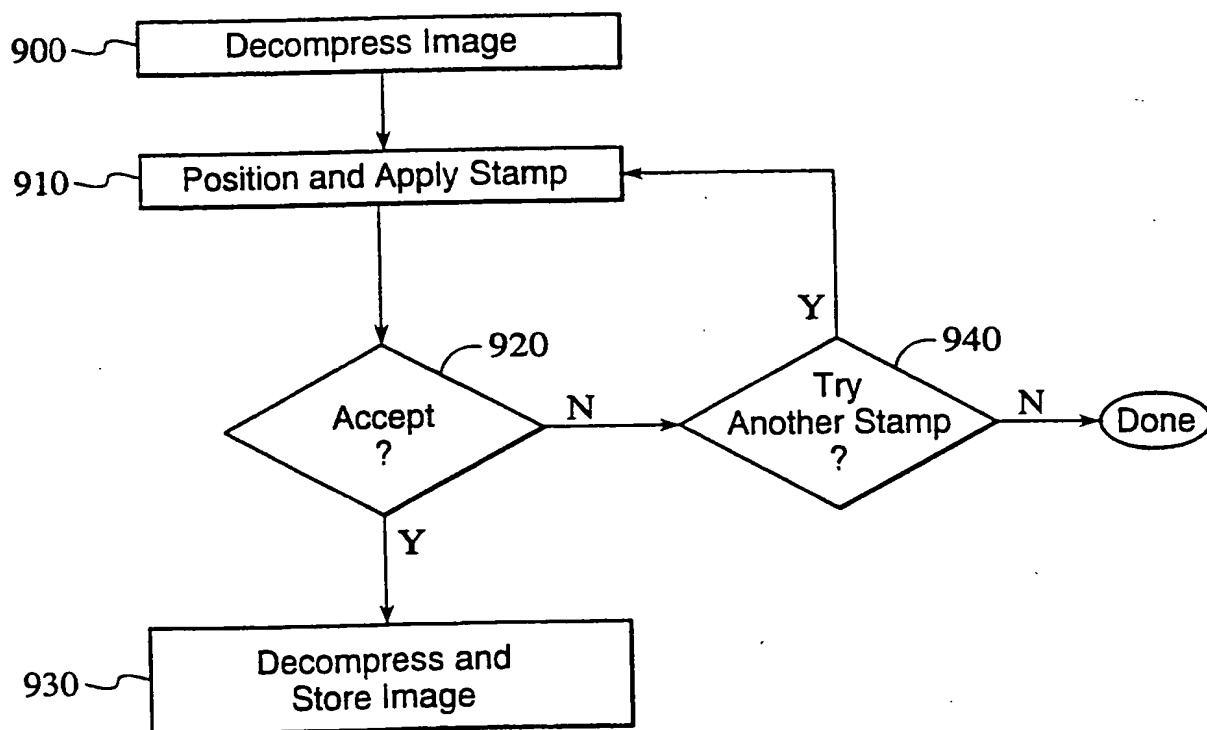 900
Decompress Image
910
Position and Apply Stamp
Y
920
940
Accept
?
N
Try
Another Stamp
?
N
Done
Y
930
Decompress and
Store Image